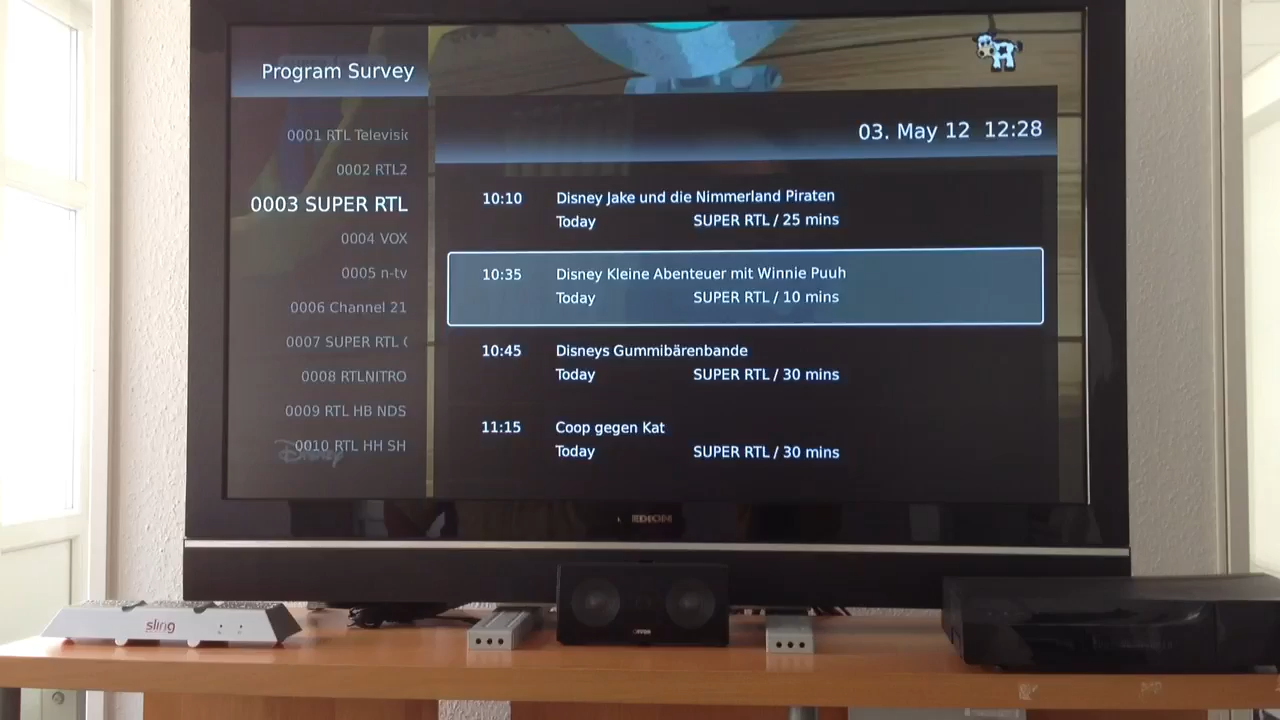 Program Survey
03. May 12 12:28
0001 RTL Televisi
0002 RTL2
0003 SUPER RTL
0004 VOX
0005 n-tv
0006 Channel 21
0007 SUPER RTL
0008 RTLNITRO
0009 RTL HB NDS
0010 RTL HH SH
Disney
10:10 Disney Jake und die Nimmerland Piraten
Today SUPER RTL / 25 mins
10:35 Disney Kleine Abenteuer mit Winnie Puuh
Today SUPER RTL / 10 mins
10:45 Disneys Gummibärenbande
Today SUPER RTL / 30 mins
11:15 Coop gegen Kat
Today SUPER RTL / 30 mins
EDION
sling